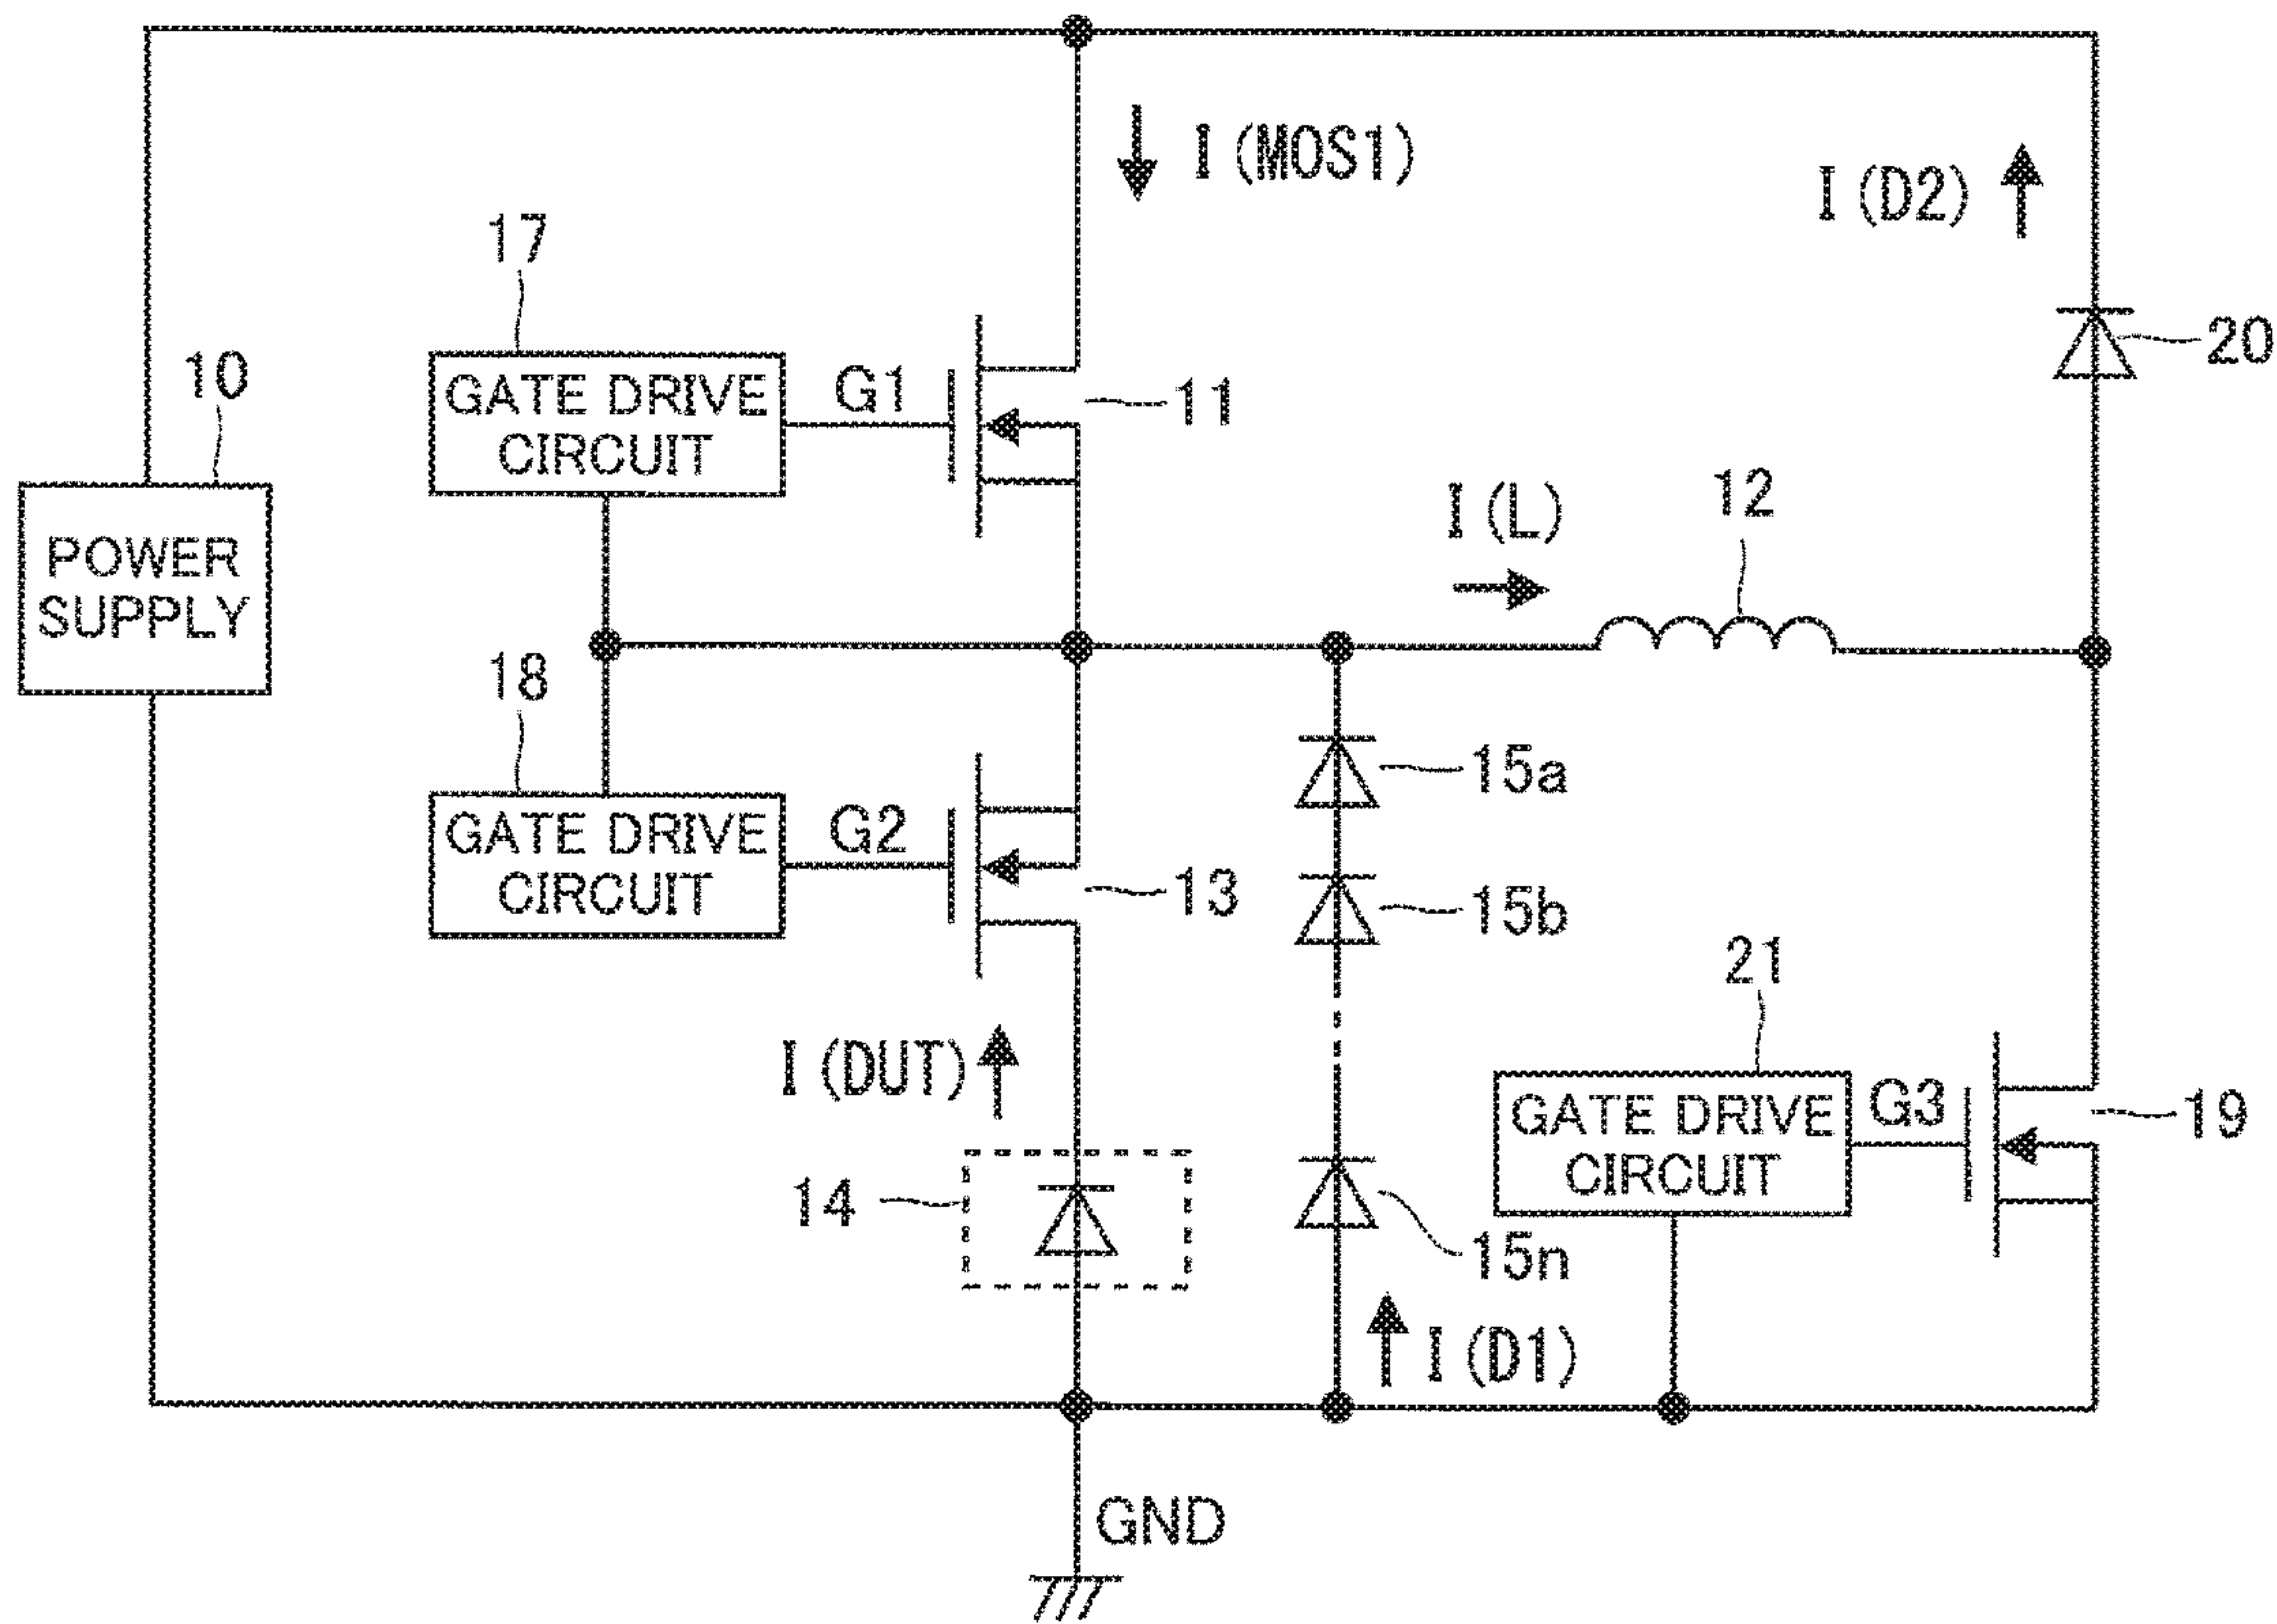 I (MOS1)
I (D2)
17
10
GATE DRIVE
CIRCUIT
G1
11
20
POWER
SUPPLY
I (L)
12
18
GATE DRIVE
CIRCUIT
G2
13
15a
15b
21
I (DUT)
GATE DRIVE
CIRCUIT
G3
19
14
15n
I (D1)
GND